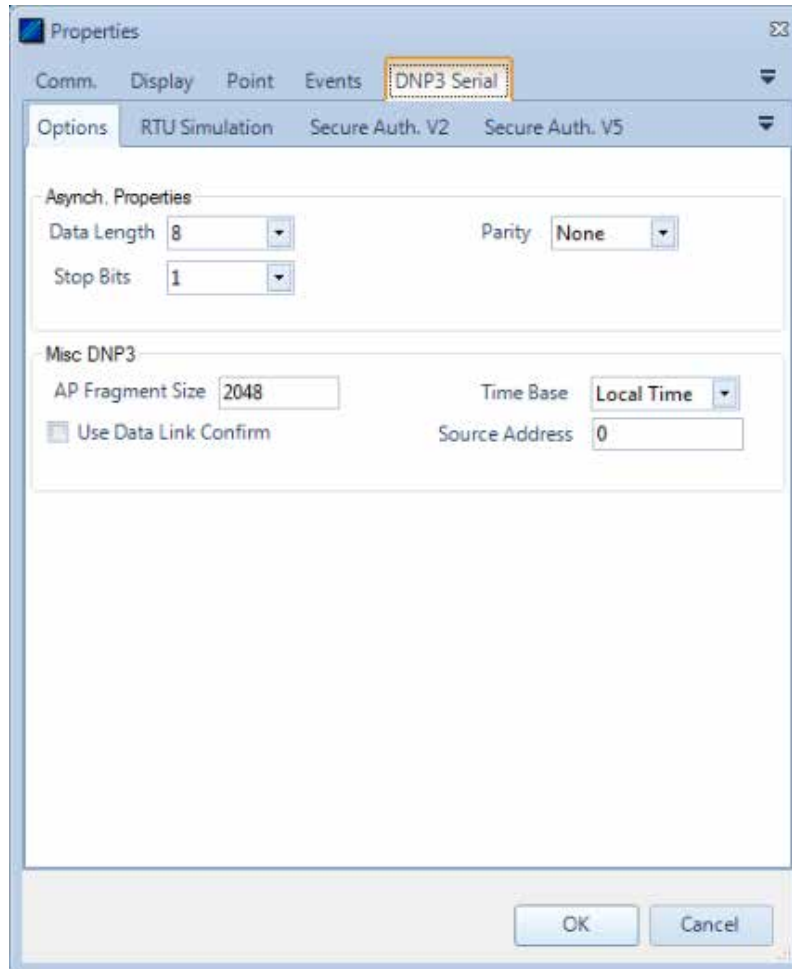 Properties
Comm. Display Point Events DNP3 Serial
Options RTU Simulation Secure Auth. V2 Secure Auth. V5
Asynch. Properties
Data Length 8 Parity None
Stop Bits 1
Misc DNP3
AP Fragment Size 2048 Time Base Local Time
Use Data Link Confirm Source Address 0
OK Cancel